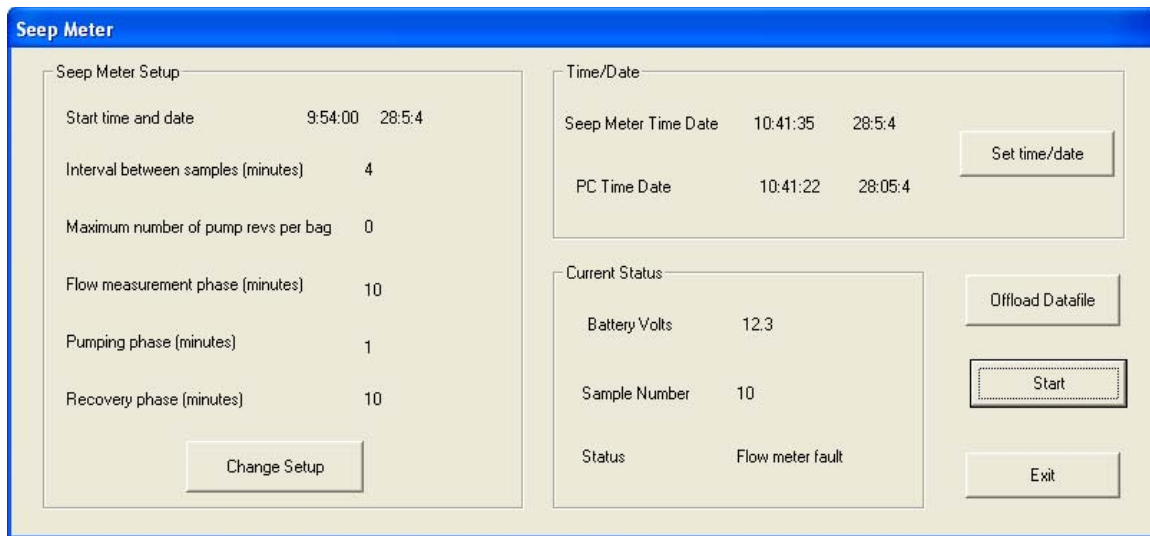 Seep Meter
Seep Meter Setup
Start time and date 9:54:00 28:5:4
Interval between samples (minutes) 4
Maximum number of pump revs per bag 0
Flow measurement phase (minutes) 10
Pumping phase (minutes) 1
Recovery phase (minutes) 10
Change Setup
Time/Date
Seep Meter Time Date 10:41:35 28:5:4
Set time/date
PC Time Date 10:41:22 28:05:4
Current Status
Battery Volts 12.3
Sample Number 10
Status Flow meter fault
Offload Datafile
Start
Exit